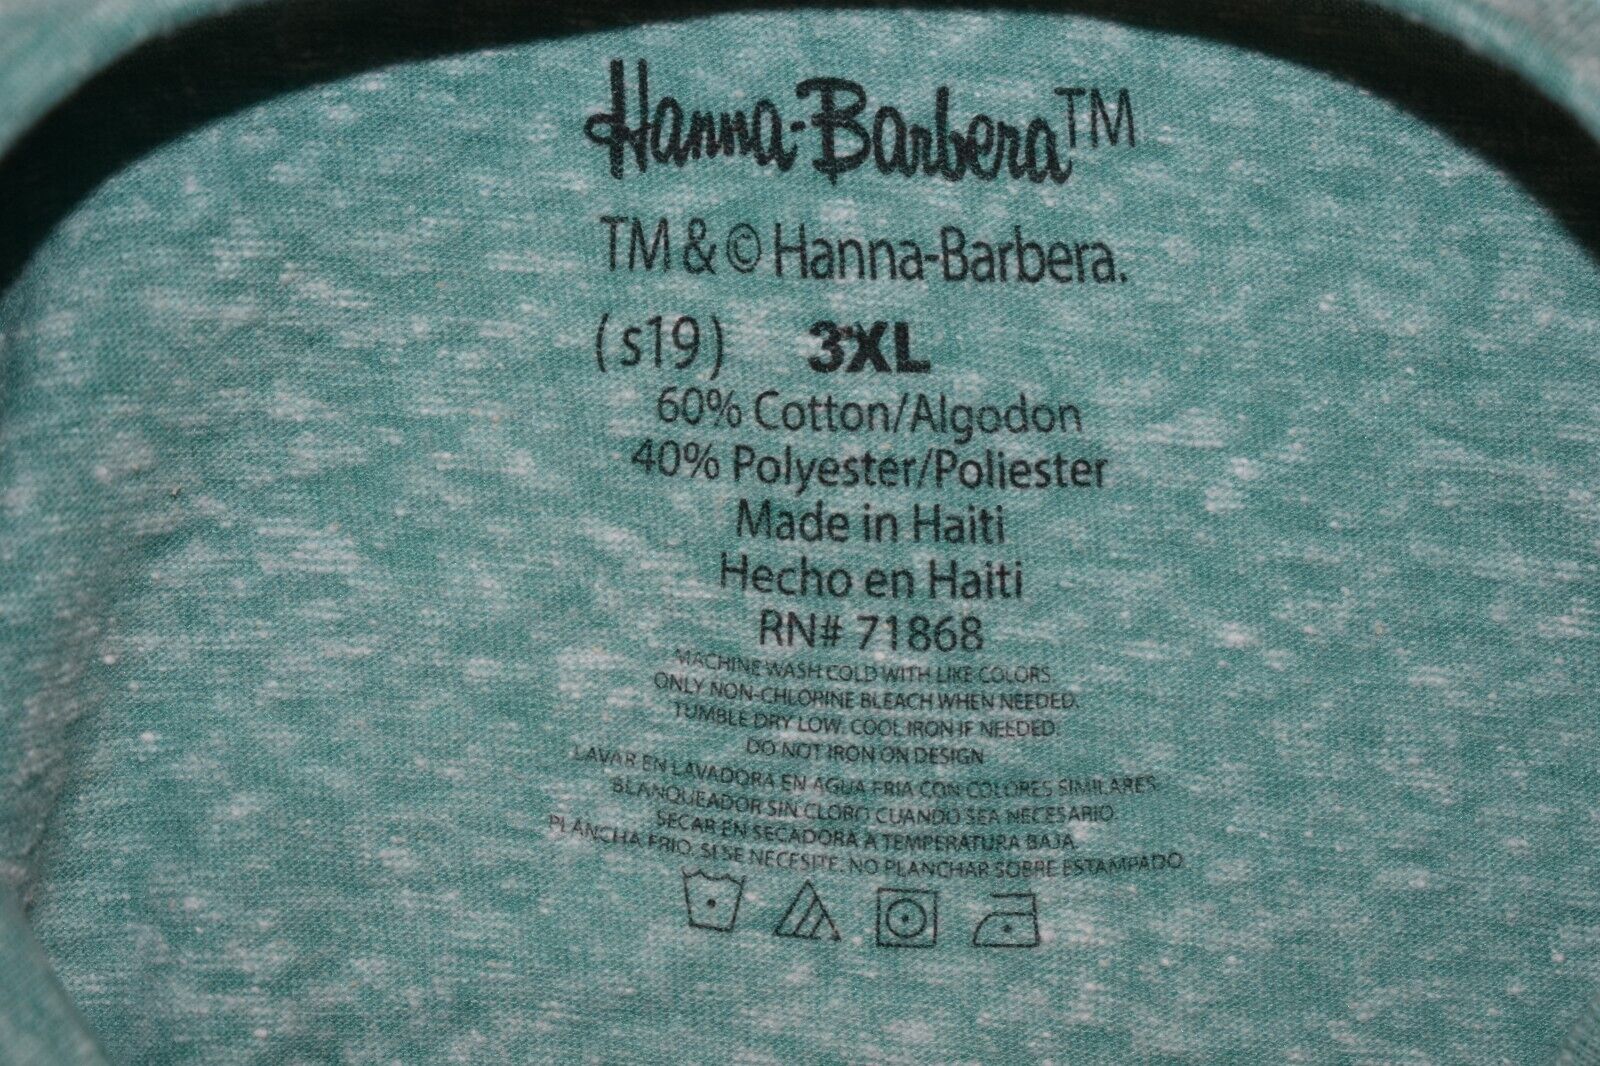 Hanna-Barbera™
TM & © Hanna-Barbera.
(s19) 3XL
60% Cotton/Algodon
40% Polyester/Poliester
Made in Haiti
Hecho en Haiti
RN# 71868
MACHINE WASH COLD WITH LIKE COLORS.
ONLY NON-CHLORINE BLEACH WHEN NEEDED.
TUMBLE DRY LOW. COOL IRON IF NEEDED.
DO NOT IRON ON DESIGN
LAVAR EN LAVADORA EN AGUA FRIA CON COLORES SIMILARES.
BLANQUEADOR SIN CLORO CUANDO SEA NECESARIO.
SECAR EN SECADORA A TEMPERATURA BAJA.
PLANCHA FRIO. SI SE NECESITE. NO PLANCHAR SOBRE ESTAMPADO.